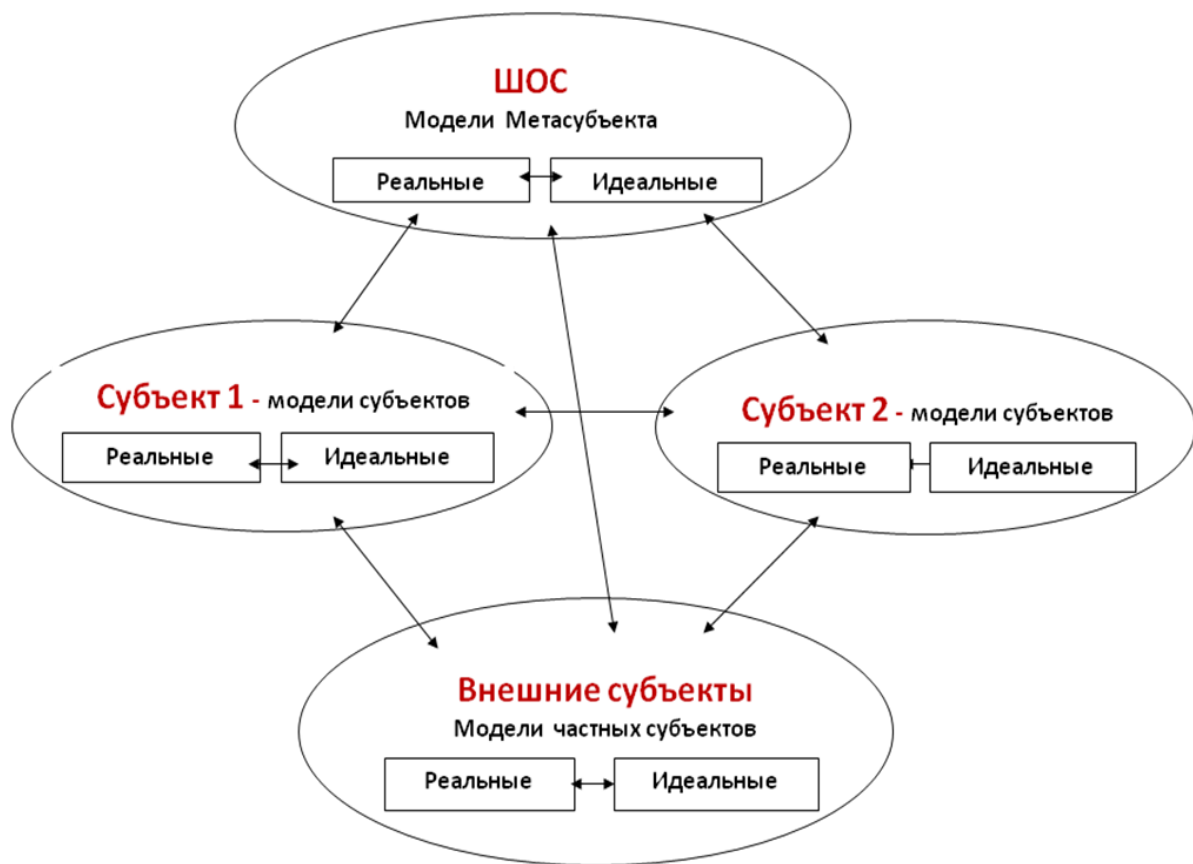 ШОС
Модели Метасубъекта
Реальные Идеальные
Субъект 1 - модели субъектов
Реальные Идеальные
Субъект 2 - модели субъектов
Реальные Идеальные
Внешние субъекты
Модели частных субъектов
Реальные Идеальные